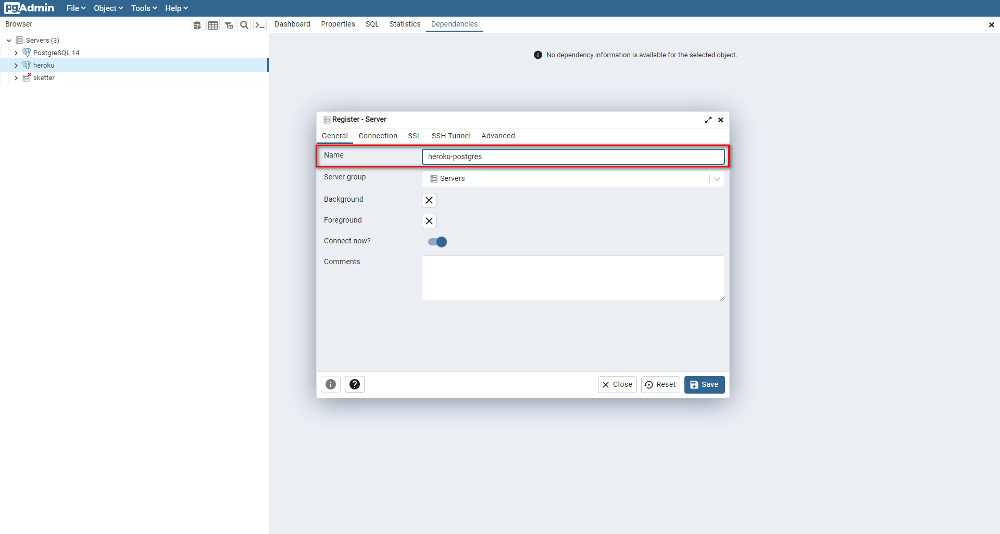 pgAdmin File Object Tools Help
Browser
Dashboard Properties SQL Statistics Dependencies
Servers (3)
PostgreSQL 14
heroku
sketter
No dependency information is available for the selected object.
Register - Server
General Connection SSL SSH Tunnel Advanced
Name heroku-postgres
Server group Servers
Background
Foreground
Connect now?
Comments
Close Reset Save